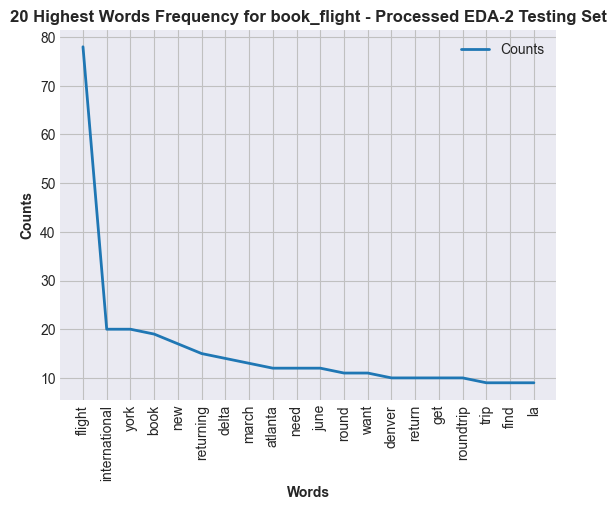 20 Highest Words Frequency for book_flight - Processed EDA-2 Testing Set
Counts
80
70
60
50
40
30
20
10
Counts
flight
international
york
book
new
returning
delta
march
atlanta
need
june
round
want
denver
return
get
roundtrip
trip
find
la
Words